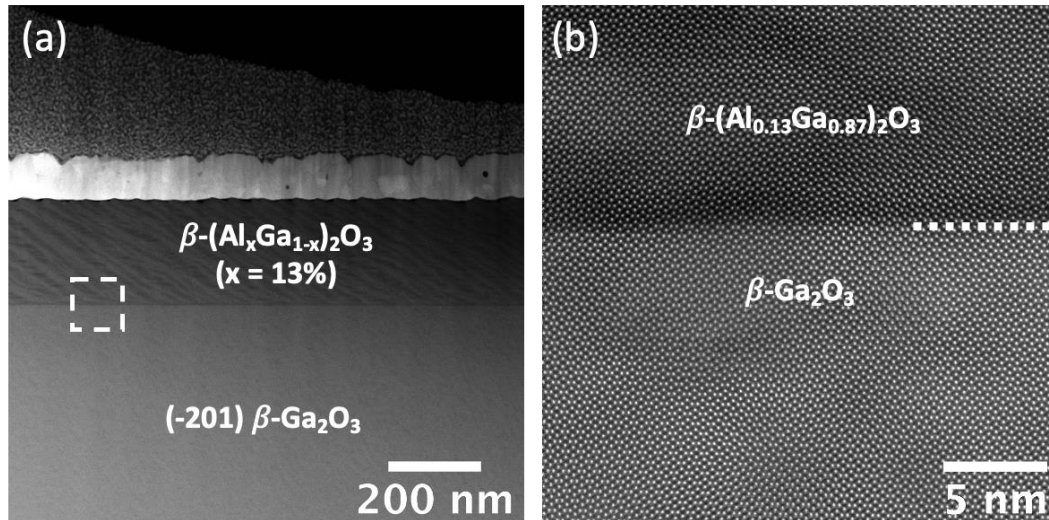 (a)
β-(AlₓGa₁₋ₓ)₂O₃
(x = 13%)
(-201) β-Ga₂O₃
200 nm
(b)
β-(Al₀.₁₃Ga₀.₈₇)₂O₃
β-Ga₂O₃
5 nm